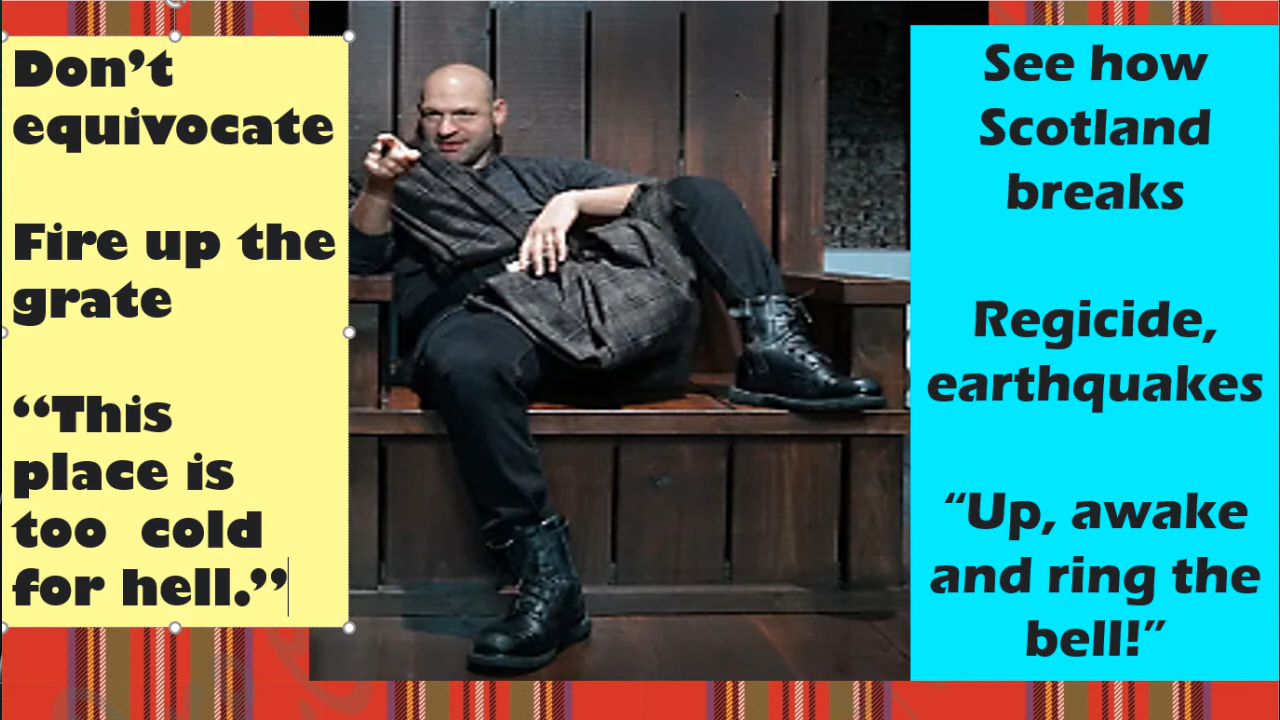 Don’t
equivocate
Fire up the
grate
“This
place is
too  cold
for hell.”
See how
Scotland
breaks
Regicide,
earthquakes
“Up, awake
and ring the
bell!”